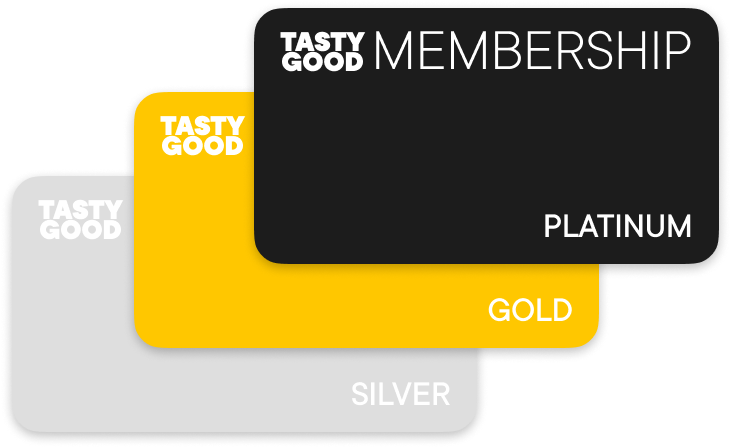 TASTY
GOOD MEMBERSHIP
PLATINUM
TASTY
GOOD
GOLD
TASTY
GOOD
SILVER